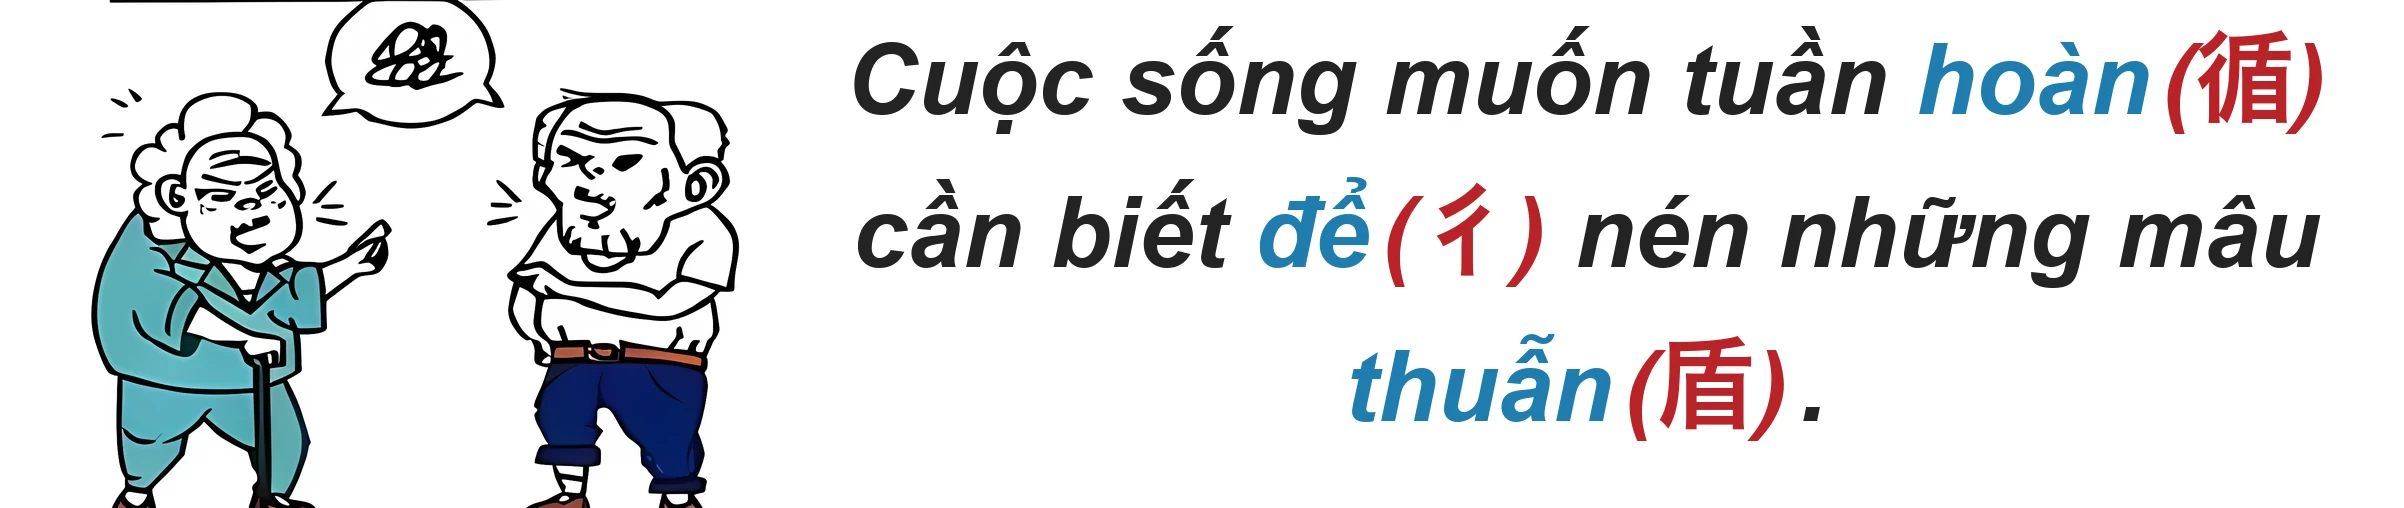 Cuộc sống muốn tuần hoàn (循)
cần biết để (彳) nén những mâu
thuẫn (盾) .